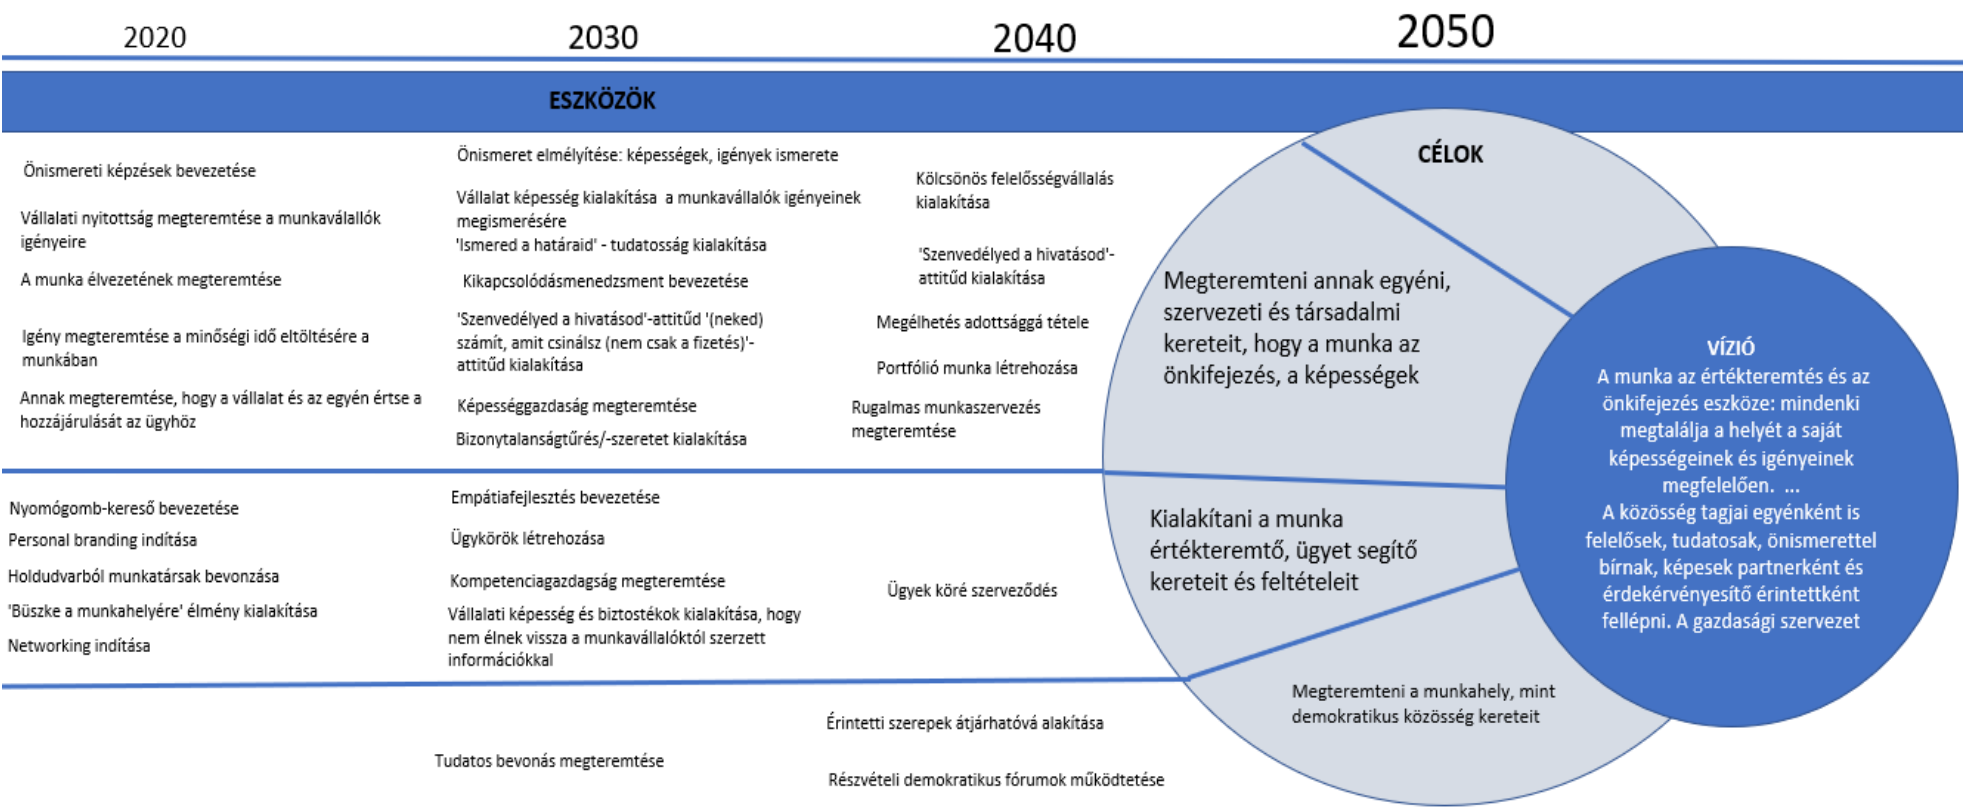 2020
2030
2040
2050
ESZKÖZÖK
Önismereti képzések bevezetése
Vállalati nyitottság megteremtése a munkaválallók
igényeire
A munka élvezetének megteremtése
Igény megteremtése a minőségi idő eltöltésére a
munkában
Annak megteremtése, hogy a vállalat és az egyén értse a
hozzájárulását az ügyhöz
Önismeret elmélyítése: képességek, igények ismerete
Vállalat képesség kialakítása  a munkavállalók igényeinek
megismerésére
'Ismered a határaid' - tudatosság kialakítása
Kikapcsolódásmenedzsment bevezetése
'Szenvedélyed a hivatásod'-attitűd '(neked)
számít, amit csinálsz (nem csak a fizetés)'-
attitűd kialakítása
Képességgazdaság megteremtése
Bizonytalanságtűrés/-szeretet kialakítása
Kölcsönös felelősségvállalás
kialakítása
'Szenvedélyed a hivatásod'-
attitűd kialakítása
Megélhetés adottsággá tétele
Portfólió munka létrehozása
Rugalmas munkaszervezés
megteremtése
Nyomógomb-kereső bevezetése
Personal branding indítása
Holdudvarból munkatársak bevonzása
'Büszke a munkahelyére' élmény kialakítása
Networking indítása
Empátiafejlesztés bevezetése
Ügykörök létrehozása
Kompetenciagazdagság megteremtése
Vállalati képesség és biztostékok kialakítása, hogy
nem élnek vissza a munkavállalóktól szerzett
információkkal
Ügyek köré szerveződés
Tudatos bevonás megteremtése
Érintetti szerepek átjárhatóvá alakítása
Részvételi demokratikus fórumok működtetése
CÉLOK
Megteremteni annak egyéni,
szervezeti és társadalmi
kereteit, hogy a munka az
önkifejezés, a képességek
Kialakítani a munka
értékteremtő, ügyet segítő
kereteit és feltételeit
Megteremteni a munkahely, mint
demokratikus közösség kereteit
VÍZIÓ
A munka az értékteremtés és az
önkifejezés eszköze: mindenki
megtalálja a helyét a saját
képességeinek és igényeinek
megfelelően.  ...
A közösség tagjai egyénként is
felelősek, tudatosak, önismerettel
bírnak, képesek partnerként és
érdekérvényesítő érintettként
fellépni. A gazdasági szervezet